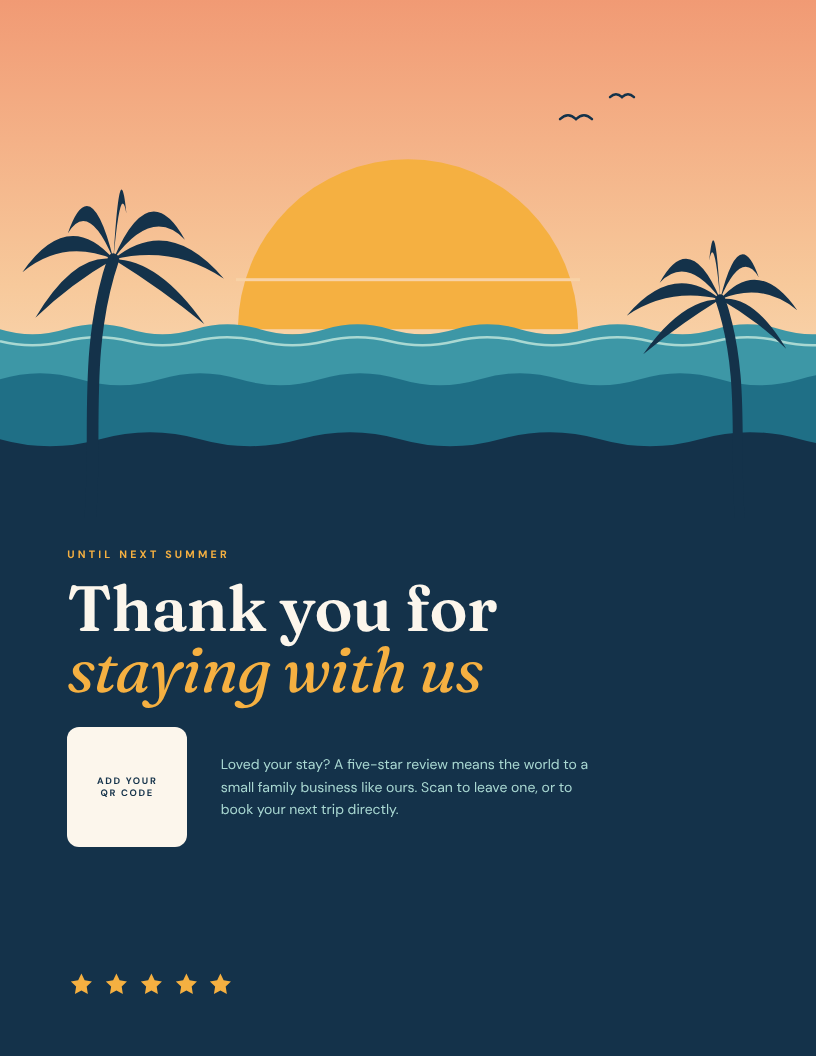 UNTIL NEXT SUMMER
Thank you for
staying with us
ADD YOUR
QR CODE
Loved your stay? A five-star review means the world to a
small family business like ours. Scan to leave one, or to
book your next trip directly.